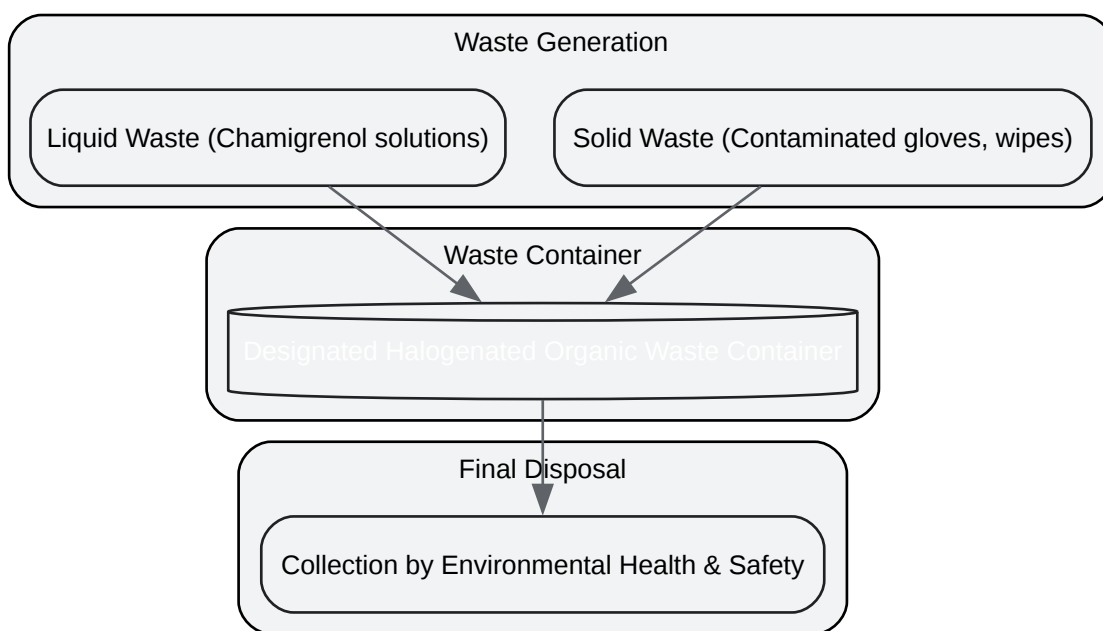 Waste Generation
Liquid Waste (Chamigrenol solutions)
Solid Waste (Contaminated gloves, wipes)
Waste Container
Designated Halogenated Organic Waste Container
Final Disposal
Collection by Environmental Health & Safety